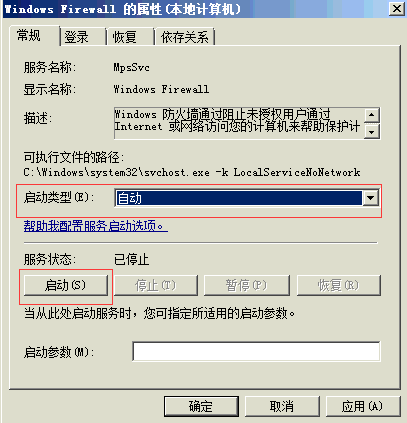 Windows Firewall 的属性(本地计算机)
常规 登录 恢复 依存关系
服务名称: MpsSvc
显示名称: Windows Firewall
描述: Windows 防火墙通过阻止未授权用户通过
Internet 或网络访问您的计算机来帮助保护计
可执行文件的路径:
C:\Windows\system32\svchost.exe -k LocalServiceNoNetwork
启动类型(E): 自动
帮助我配置服务启动选项。
服务状态: 已停止
启动(S) 停止(T) 暂停(P) 恢复(R)
当从此处启动服务时，您可指定所适用的启动参数。
启动参数(M):
确定 取消 应用(A)